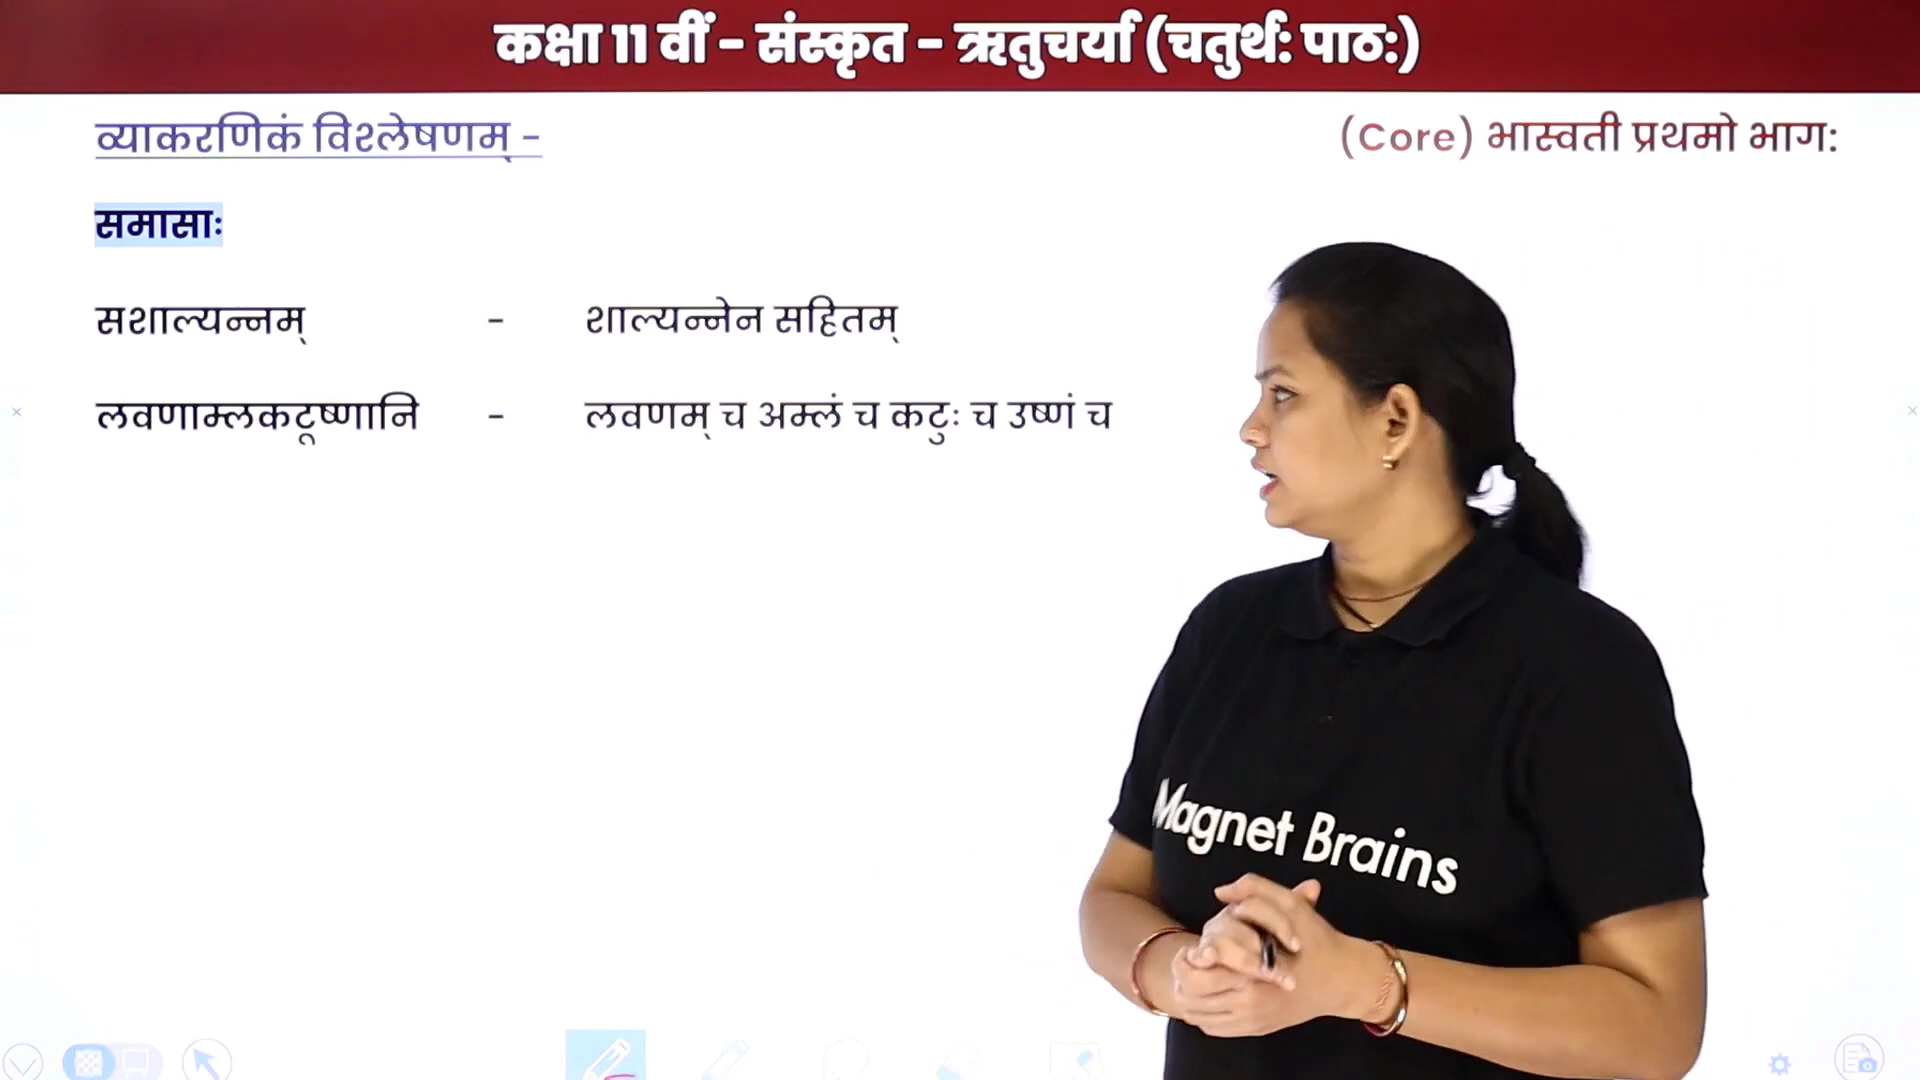 कक्षा 11 वीं - संस्कृत - ऋतुचर्या (चतुर्थ: पाठ:)
व्याकरणिकं विश्लेषणम् -
(Core) भास्वती प्रथमो भाग:
समासाः
सशाल्यन्नम् - शाल्यन्नेन सहितम्
लवणाम्लकटूष्णानि - लवणम् च अम्लं च कटुः च उष्णं च
Magnet Brains